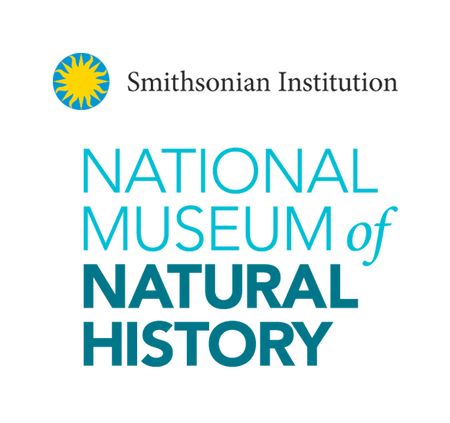 Smithsonian Institution
NATIONAL
MUSEUM of
NATURAL
HISTORY